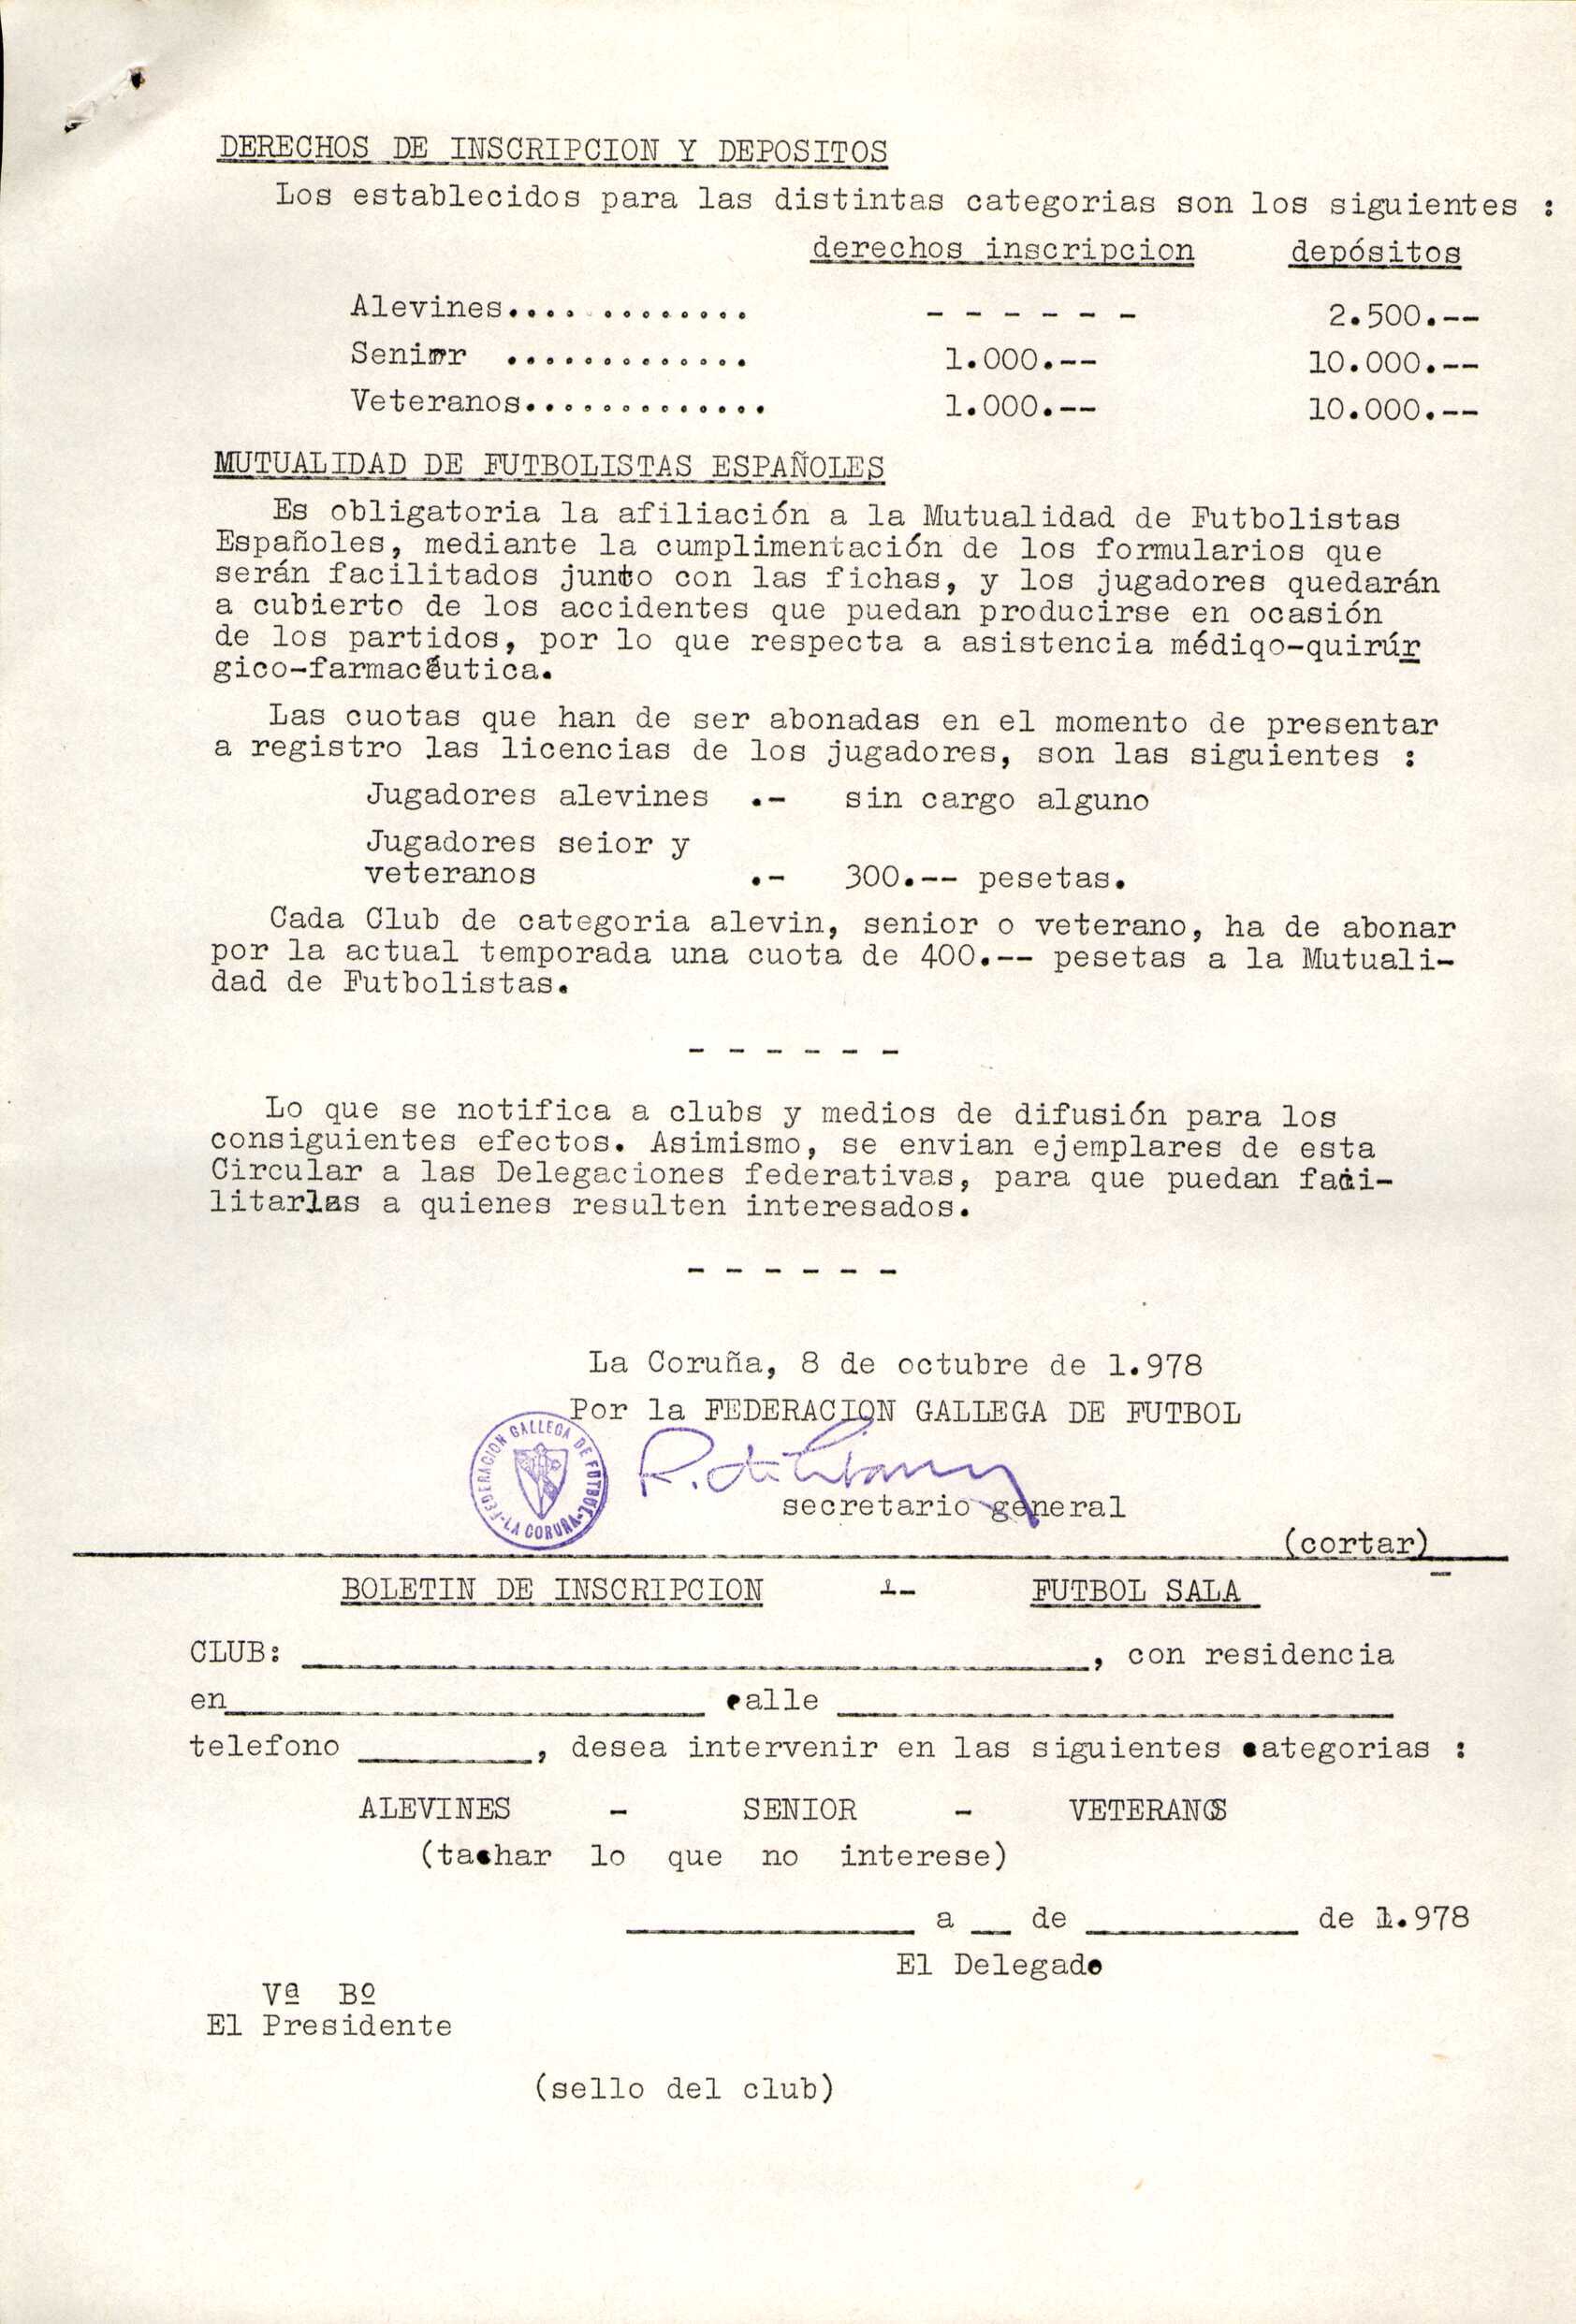 DERECHOS DE INSCRIPCION Y DEPOSITOS
Los establecidos para las distintas categorias son los siguientes :
derechos inscripcion depósitos
Alevines.... ........ - - - - - - 2.500.--
Senior ............. 1.000.-- 10.000.--
Veteranos............. 1.000.-- 10.000.--
MUTUALIDAD DE FUTBOLISTAS ESPAÑOLES
Es obligatoria la afiliación a la Mutualidad de Futbolistas
Españoles, mediante la cumplimentación de los formularios que
serán facilitados junto con las fichas, y los jugadores quedarán
a cubierto de los accidentes que puedan producirse en ocasión
de los partidos, por lo que respecta a asistencia médiqo-quirúr
gico-farmacéutica.
Las cuotas que han de ser abonadas en el momento de presentar
a registro las licencias de los jugadores, son las siguientes :
Jugadores alevines .- sin cargo alguno
Jugadores seior y
veteranos .- 300.-- pesetas.
Cada Club de categoria alevin, senior o veterano, ha de abonar
por la actual temporada una cuota de 400.-- pesetas a la Mutuali-
dad de Futbolistas.
- - - - - -
Lo que se notifica a clubs y medios de difusión para los
consiguientes efectos. Asimismo, se envian ejemplares de esta
Circular a las Delegaciones federativas, para que puedan faci-
litarlas a quienes resulten interesados.
- - - - - -
La Coruña, 8 de octubre de 1.978
Por la FEDERACION GALLEGA DE FUTBOL
FEDERACION GALLEGA DE FUTBOL
-LA CORUÑA-
secretario general
(cortar)
BOLETIN DE INSCRIPCION .- FUTBOL SALA
CLUB: ____________________, con residencia
en____________ calle ____________
telefono _____, desea intervenir en las siguientes categorias :
ALEVINES - SENIOR - VETERANOS
(tachar lo que no interese)
________ a __ de ________ de 1.978
El Delegado
Vª Bº
El Presidente
(sello del club)